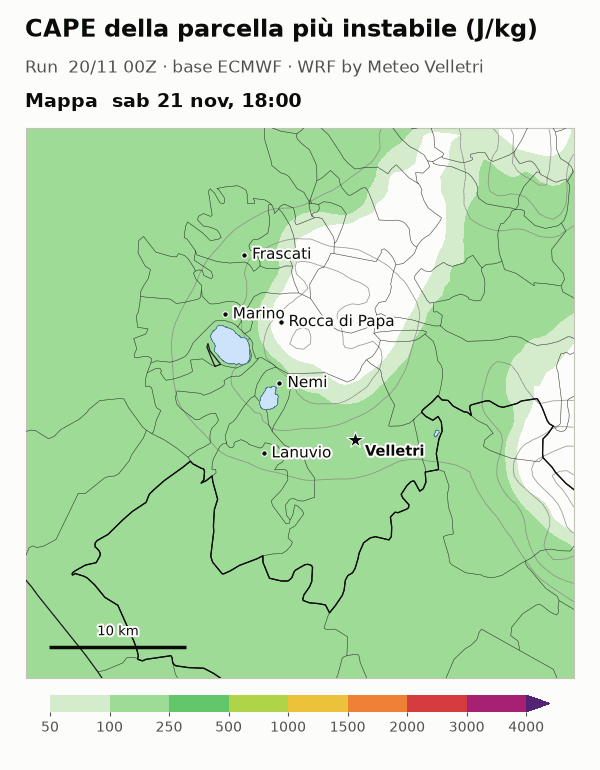 CAPE della parcella più instabile (J/kg)
Run  20/11 00Z · base ECMWF · WRF by Meteo Velletri
Mappa  sab 21 nov, 18:00
Frascati
Marino
Rocca di Papa
Nemi
Lanuvio
Velletri
10 km
50 100 250 500 1000 1500 2000 3000 4000